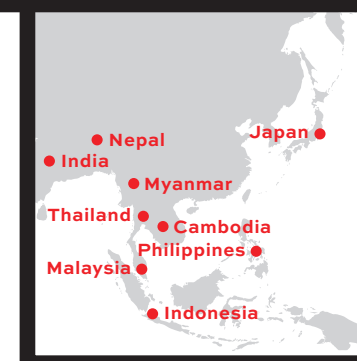 Japan
Nepal
India
Myanmar
Thailand
Cambodia
Philippines
Malaysia
Indonesia